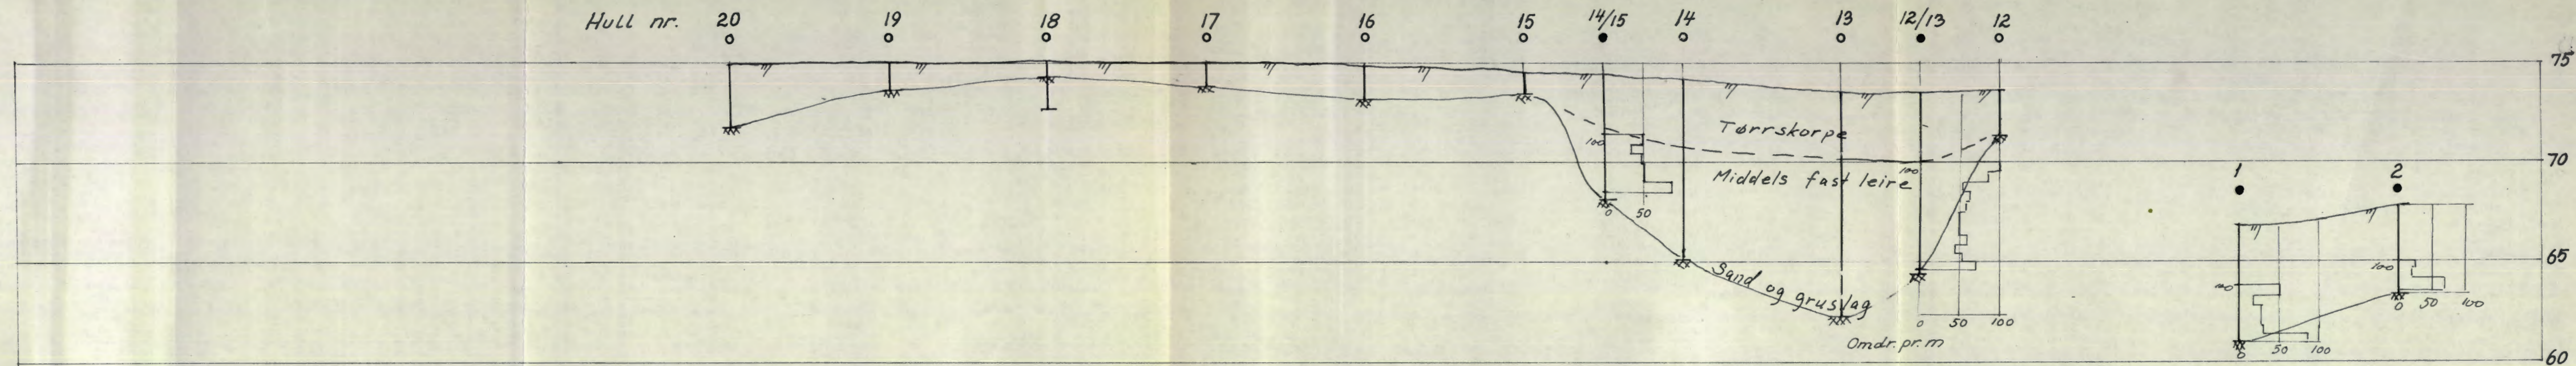 Hull nr. 20 19 18 17 16 15 14/15 14 13 12/13 12
75
Tørrskorpe
100
70
Middels fast leire
100
1 2
0 50
65
100
Sand og gruslag
100
0 50 100
0 50 100
Omdr. pr. m
0 50 100
60